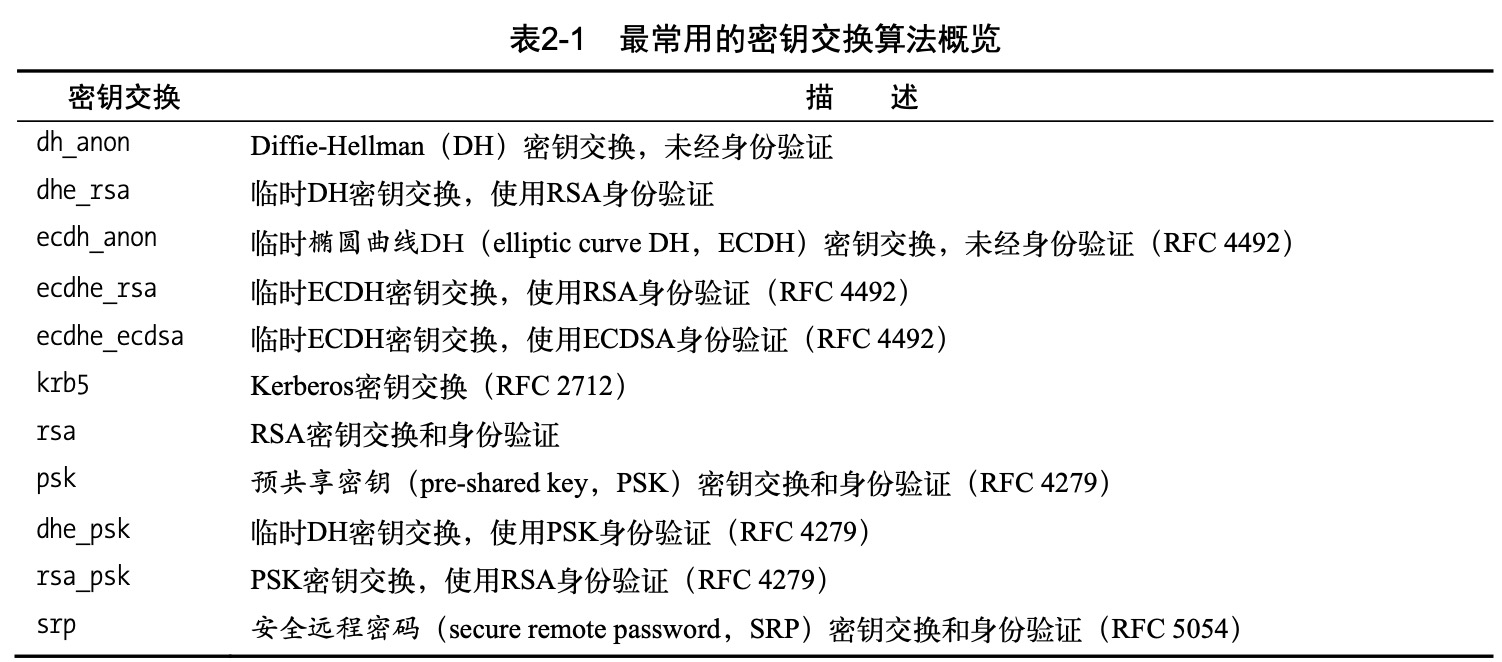 表2-1 最常用的密钥交换算法概览
密钥交换 描 述
dh_anon Diffie-Hellman（DH）密钥交换，未经身份验证
dhe_rsa 临时DH密钥交换，使用RSA身份验证
ecdh_anon 临时椭圆曲线DH（elliptic curve DH，ECDH）密钥交换，未经身份验证（RFC 4492）
ecdhe_rsa 临时ECDH密钥交换，使用RSA身份验证（RFC 4492）
ecdhe_ecdsa 临时ECDH密钥交换，使用ECDSA身份验证（RFC 4492）
krb5 Kerberos密钥交换（RFC 2712）
rsa RSA密钥交换和身份验证
psk 预共享密钥（pre-shared key，PSK）密钥交换和身份验证（RFC 4279）
dhe_psk 临时DH密钥交换，使用PSK身份验证（RFC 4279）
rsa_psk PSK密钥交换，使用RSA身份验证（RFC 4279）
srp 安全远程密码（secure remote password，SRP）密钥交换和身份验证（RFC 5054）